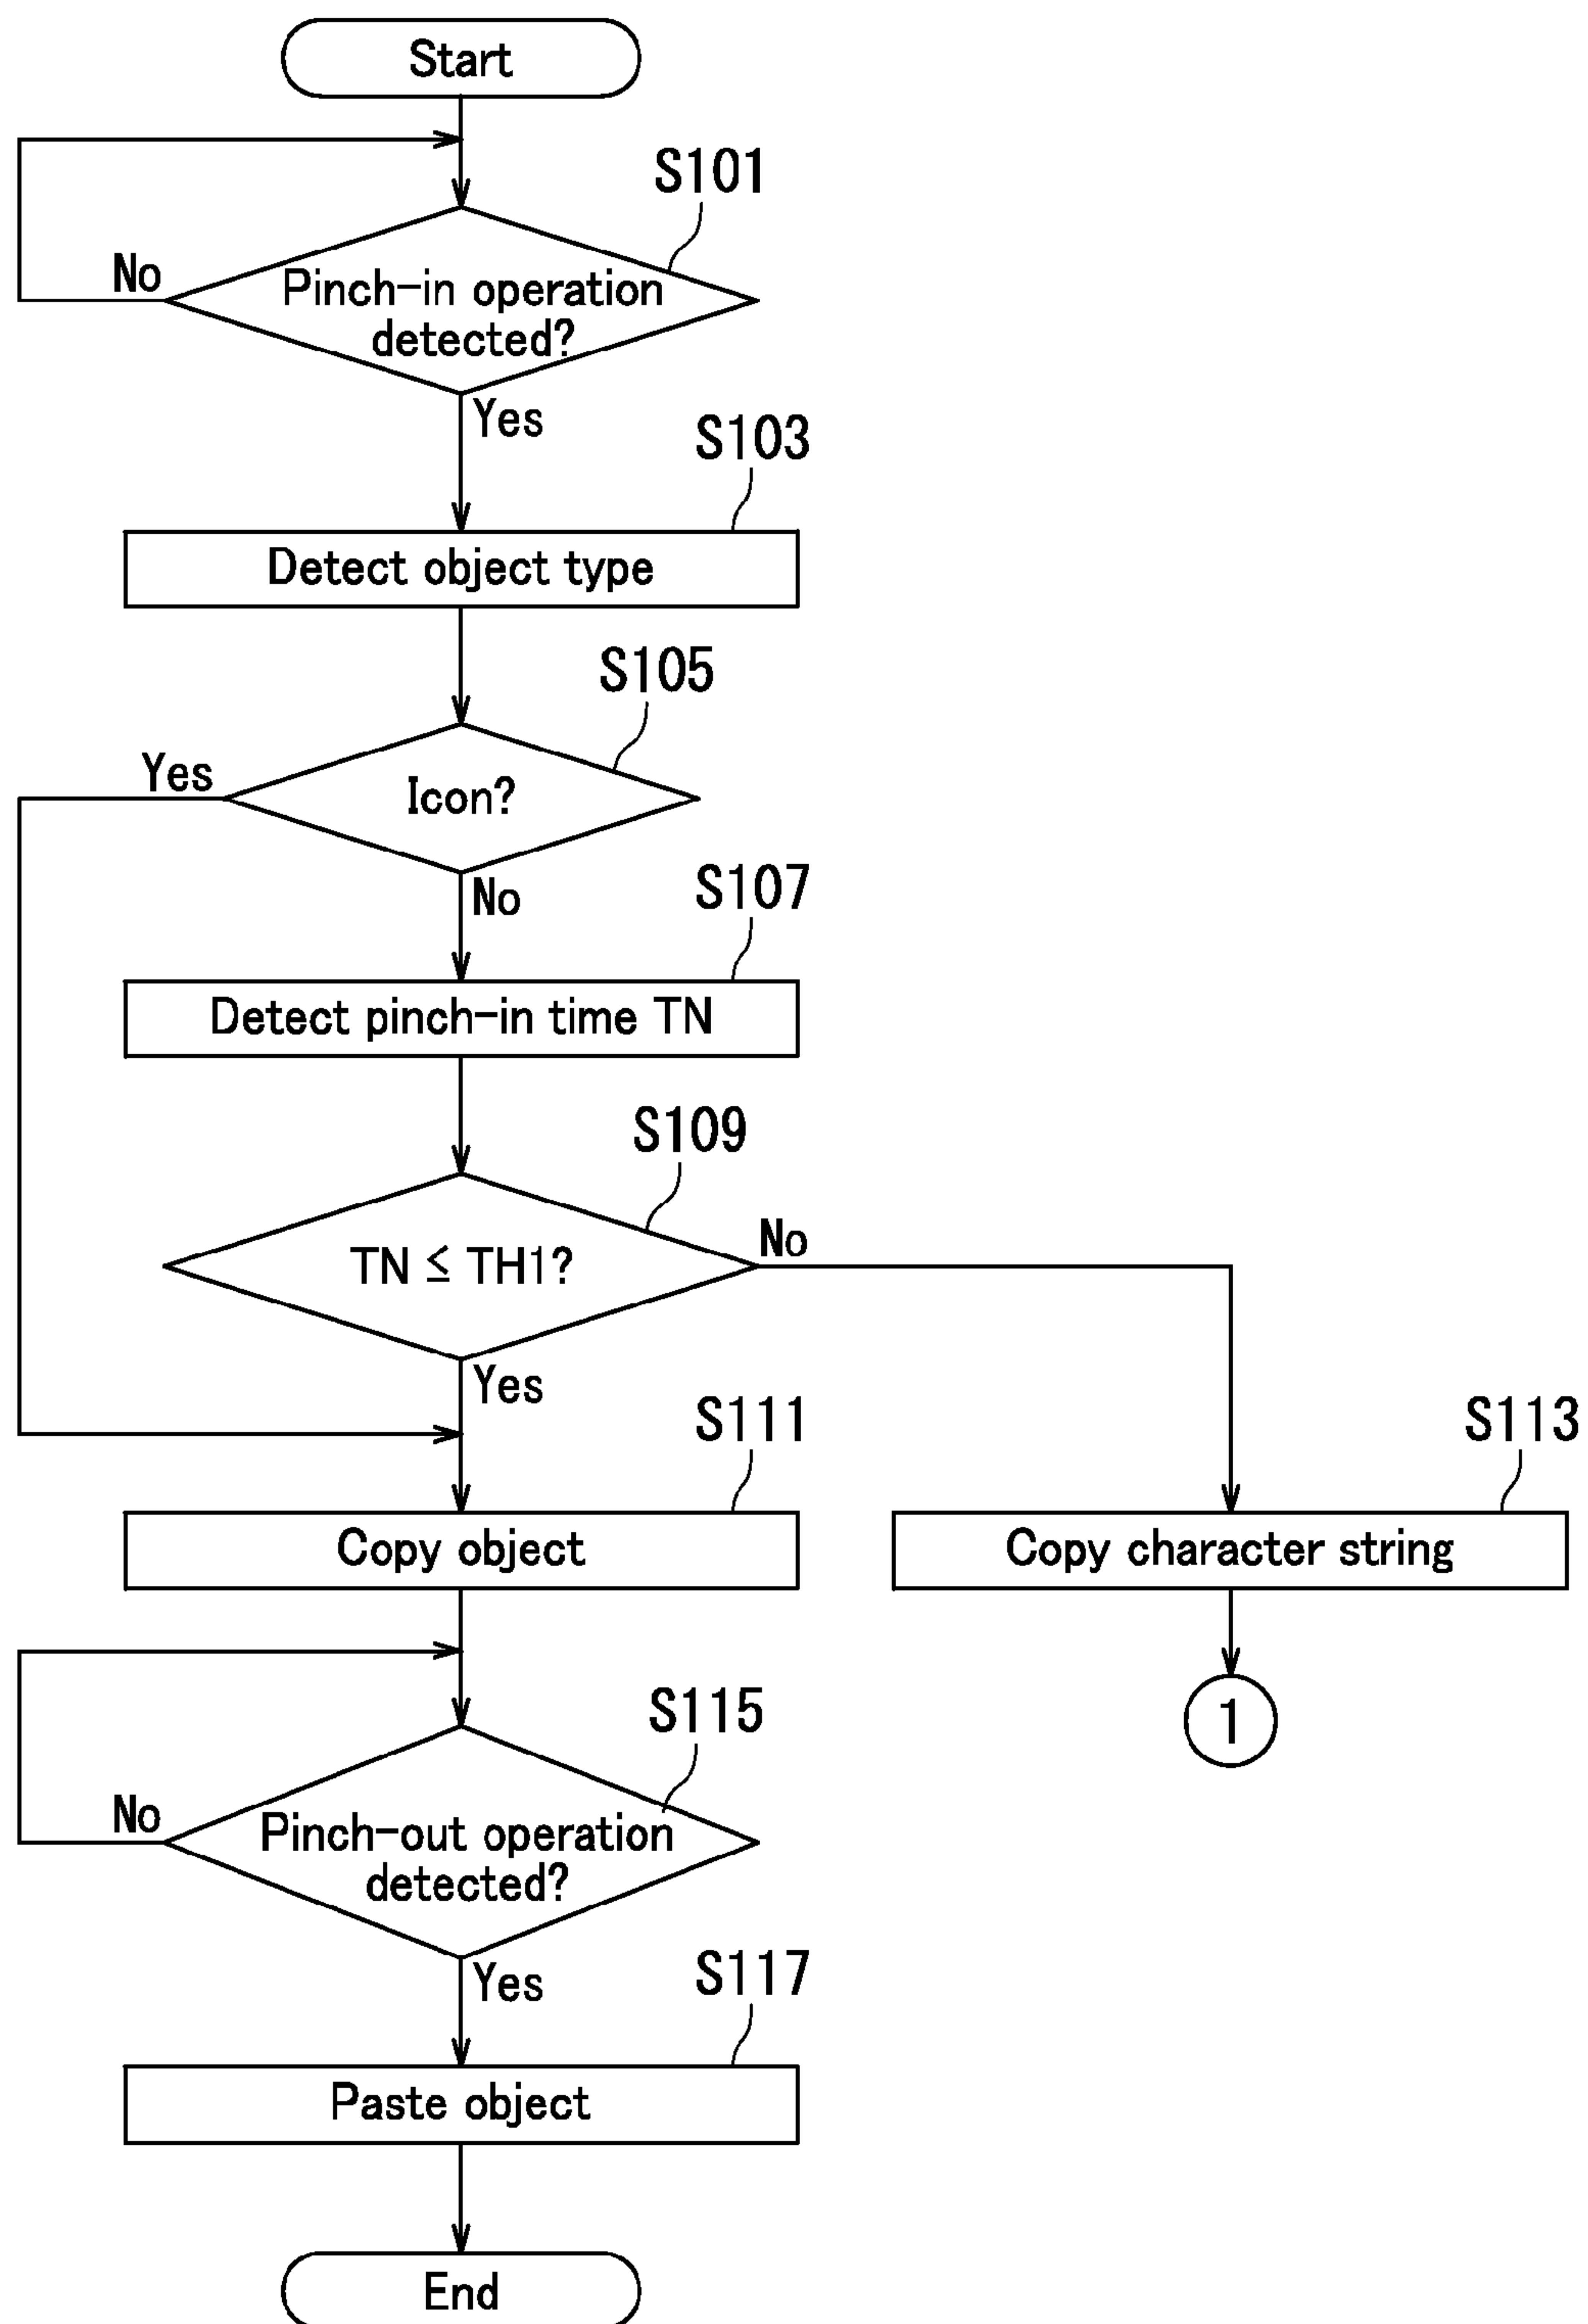 Start
S101
No
Pinch-in operation
detected?
Yes
S103
Detect object type
S105
Yes
Icon?
No
S107
Detect pinch-in time TN
S109
No
TN ≦ TH1?
Yes
S111
S113
Copy object
Copy character string
1
S115
No
Pinch-out operation
detected?
Yes
S117
Paste object
End